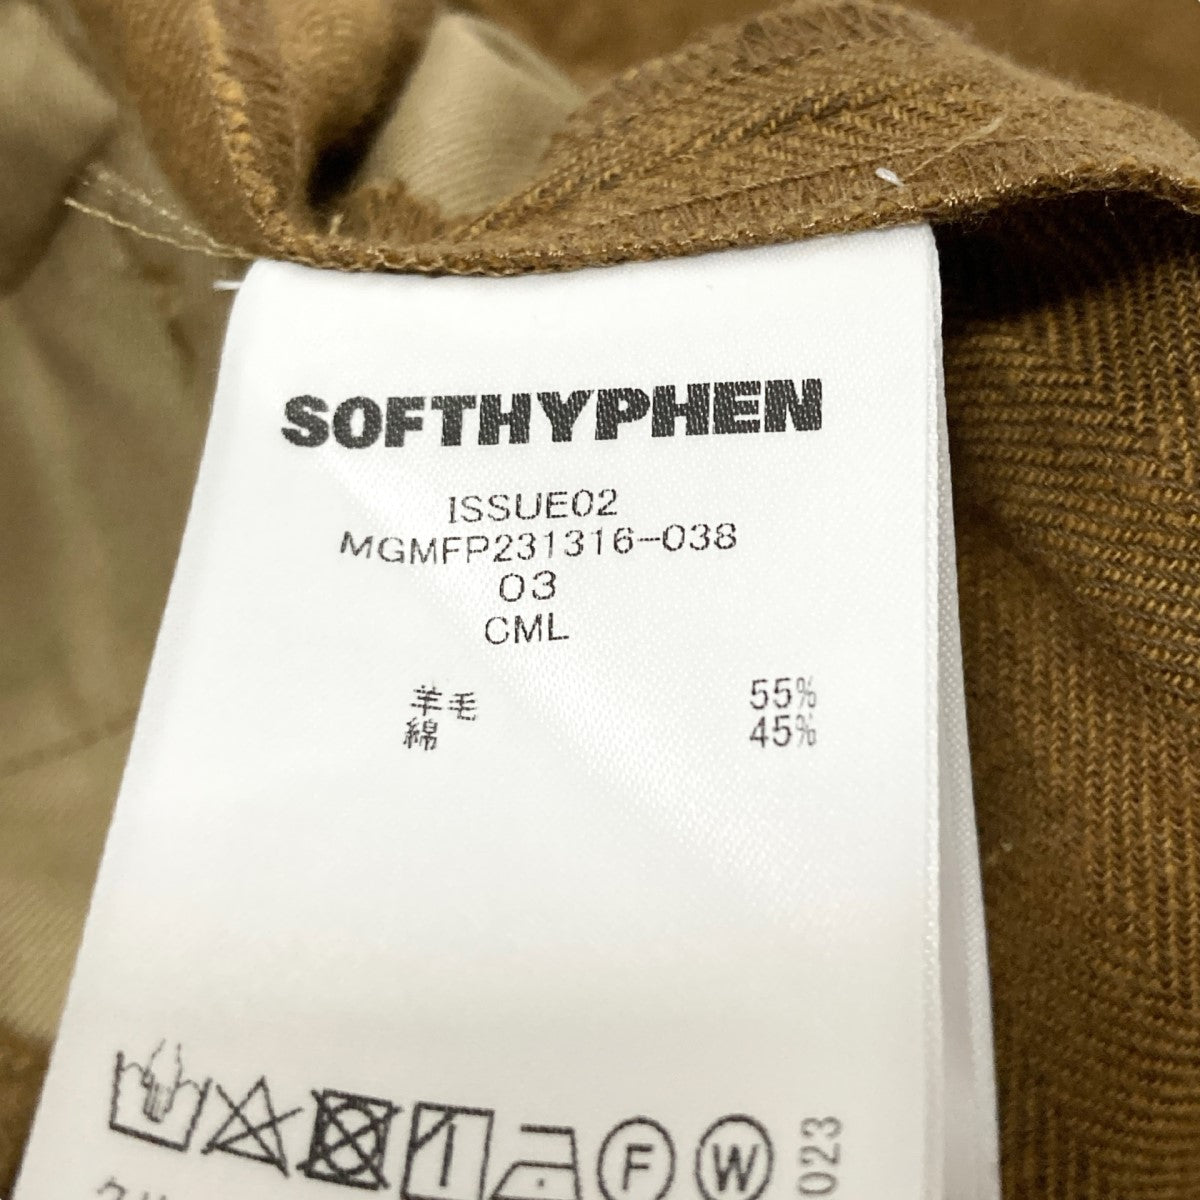 SOFTHYPHEN
ISSUE02
MGMFP231316-038
03
CML
羊毛 55%
綿 45%
F W
023